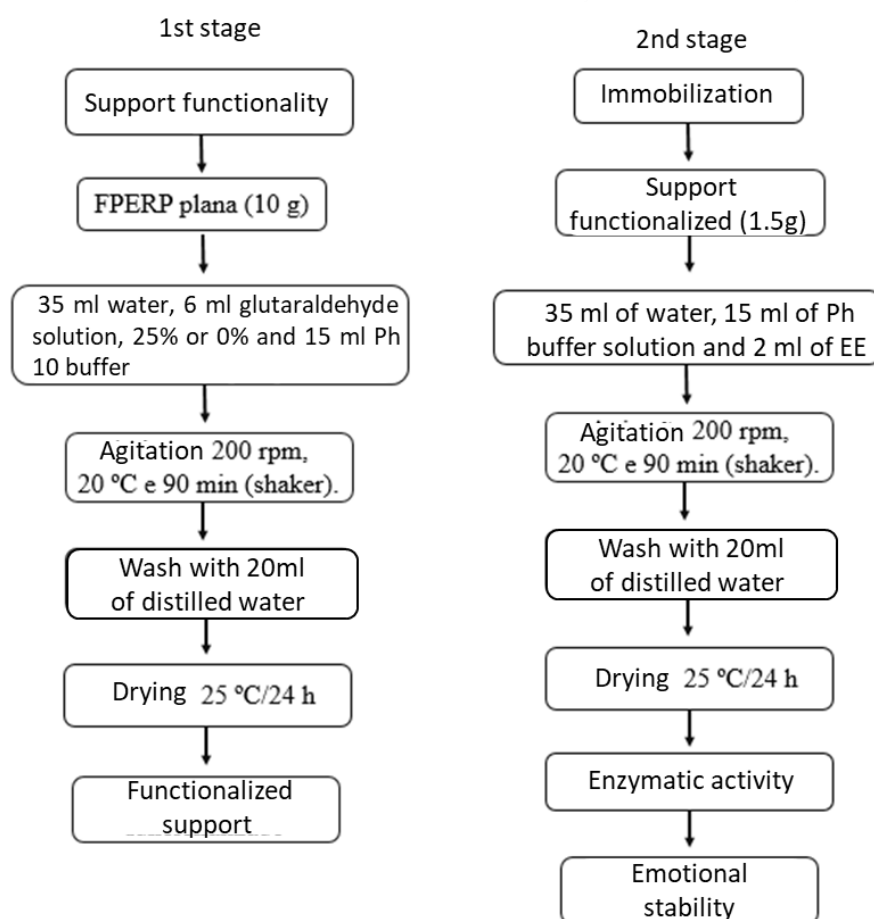 1st stage
Support functionality
FPERP plana (10 g)
35 ml water, 6 ml glutaraldehyde
solution, 25% or 0% and 15 ml Ph
10 buffer
Agitation 200 rpm,
20 ºC e 90 min (shaker).
Wash with 20ml
of distilled water
Drying 25 ºC/24 h
Functionalized
support
2nd stage
Immobilization
Support
functionalized (1.5g)
35 ml of water, 15 ml of Ph
buffer solution and 2 ml of EE
Agitation 200 rpm,
20 ºC e 90 min (shaker).
Wash with 20ml
of distilled water
Drying 25 ºC/24 h
Enzymatic activity
Emotional
stability